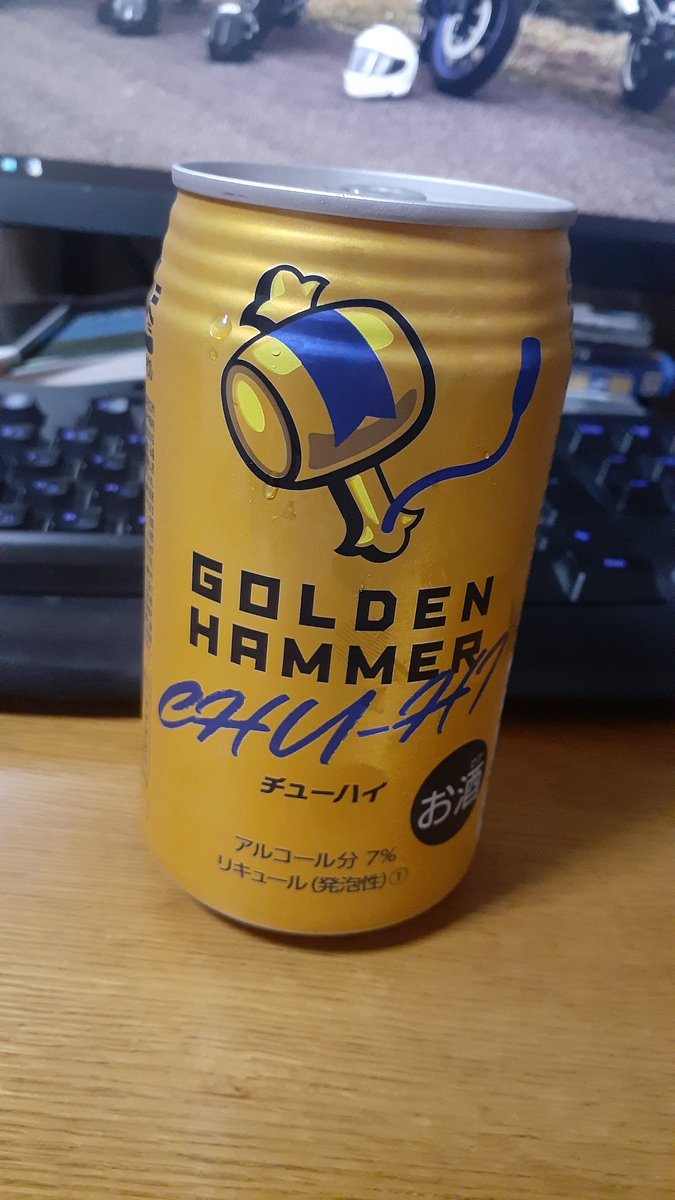 GOLDEN
HAMMER
CHU-HI
チューハイ
お酒
アルコール分 7%
リキュール(発泡性)①